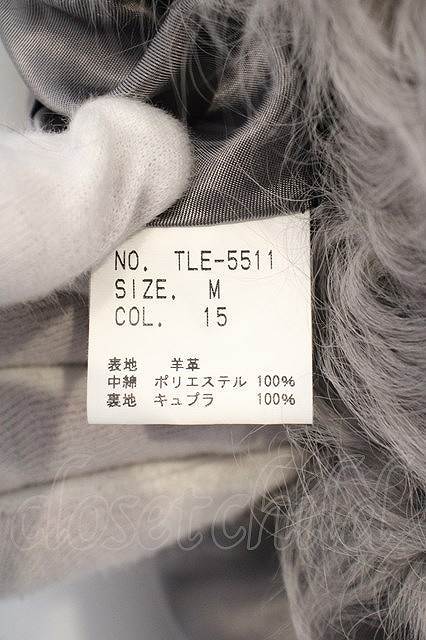 NO. TLE-5511
SIZE. M
COL. 15
表地 羊革
中綿 ポリエステル 100%
裏地 キュプラ 100%
closetchild